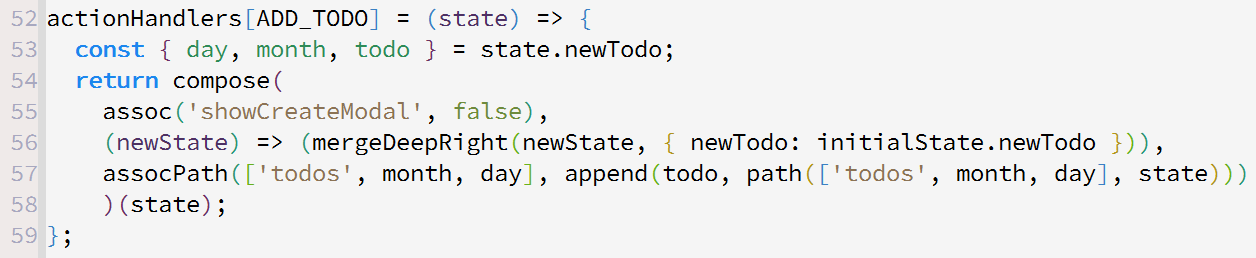 52 actionHandlers[ADD_TODO] = (state) => {
53   const { day, month, todo } = state.newTodo;
54   return compose(
55     assoc('showCreateModal', false),
56     (newState) => (mergeDeepRight(newState, { newTodo: initialState.newTodo })),
57     assocPath(['todos', month, day], append(todo, path(['todos', month, day], state)))
58     )(state);
59 };